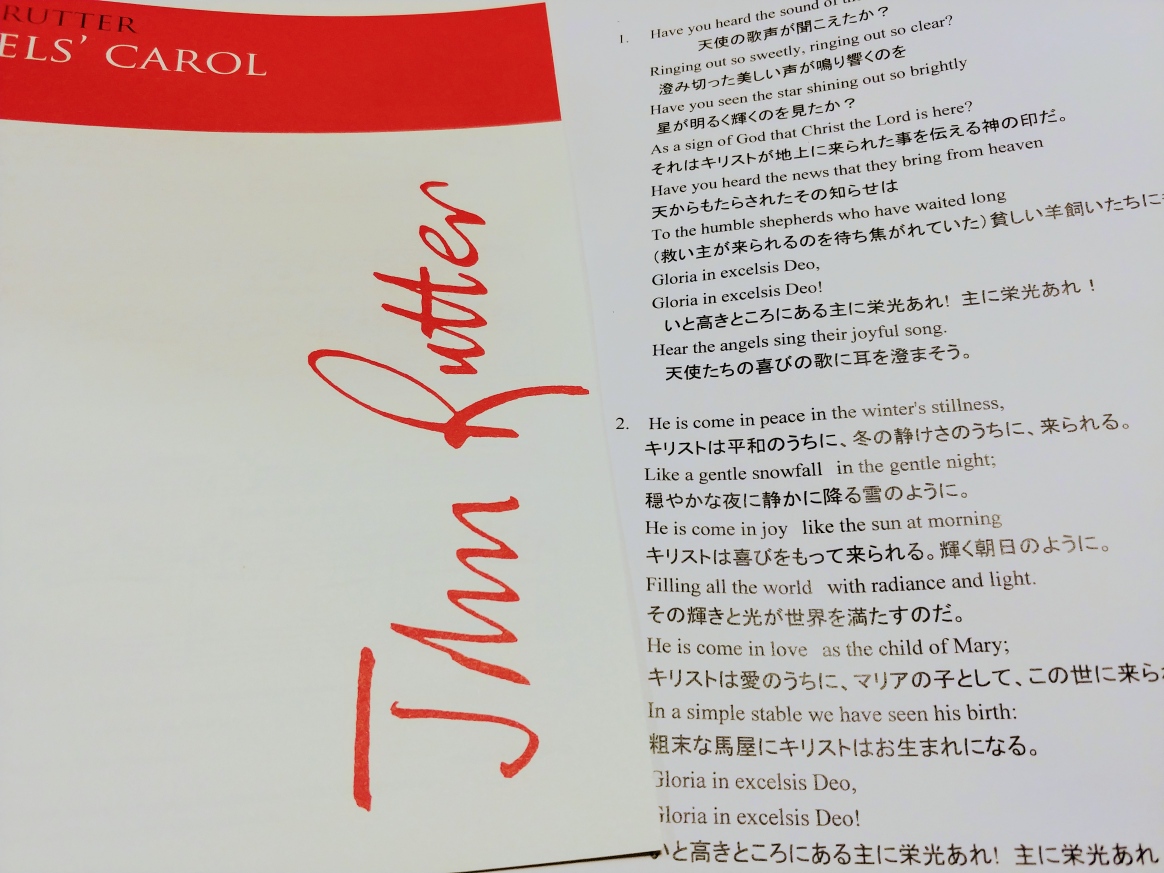 RUTTER
ELS' CAROL
John Rutter
1. Have you heard the sound of
天使の歌声が聞こえたか？
Ringing out so sweetly, ringing out so clear?
澄み切った美しい声が鳴り響くのを
Have you seen the star shining out so brightly
星が明るく輝くのを見たか？
As a sign of God that Christ the Lord is here?
それはキリストが地上に来られた事を伝える神の印だ。
Have you heard the news that they bring from heaven
天からもたらされたその知らせは
To the humble shepherds who have waited long
（救い主が来られるのを待ち焦がれていた）貧しい羊飼いたちに
Gloria in excelsis Deo,
Gloria in excelsis Deo!
いと高きところにある主に栄光あれ！ 主に栄光あれ！
Hear the angels sing their joyful song.
天使たちの喜びの歌に耳を澄まそう。
2. He is come in peace in the winter's stillness,
キリストは平和のうちに、冬の静けさのうちに、来られる。
Like a gentle snowfall in the gentle night;
穏やかな夜に静かに降る雪のように。
He is come in joy like the sun at morning
キリストは喜びをもって来られる。輝く朝日のように。
Filling all the world with radiance and light.
その輝きと光が世界を満たすのだ。
He is come in love as the child of Mary;
キリストは愛のうちに、マリアの子として、この世に来ら
In a simple stable we have seen his birth:
粗末な馬屋にキリストはお生まれになる。
Gloria in excelsis Deo,
Gloria in excelsis Deo!
いと高きところにある主に栄光あれ！ 主に栄光あれ